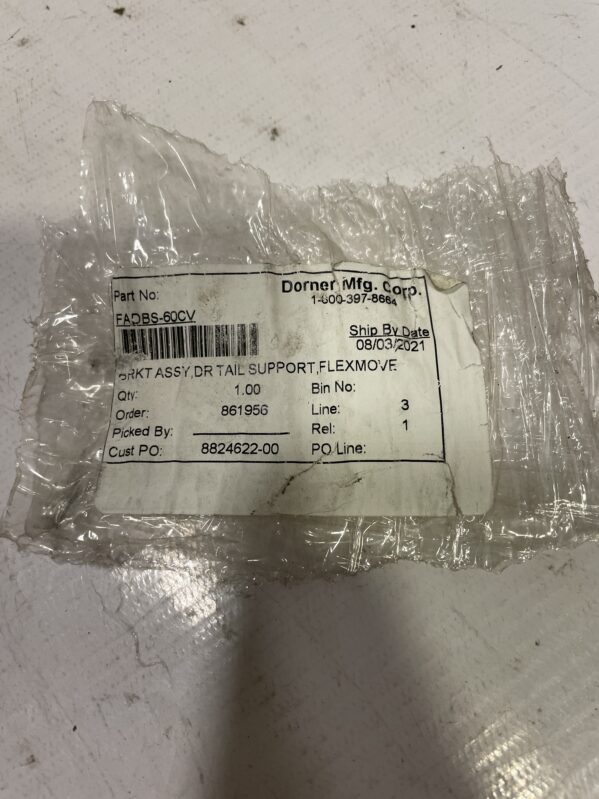 Dorner Mfg. Corp.
1-800-397-8664
Part No:
FADBS-60CV
Ship By Date
08/03/2021
BRKT ASSY,DR TAIL SUPPORT,FLEXMOVE
Qty: 1.00 Bin No:
Order: 861956 Line: 3
Picked By: Rel: 1
Cust PO: 8824622-00 PO Line: